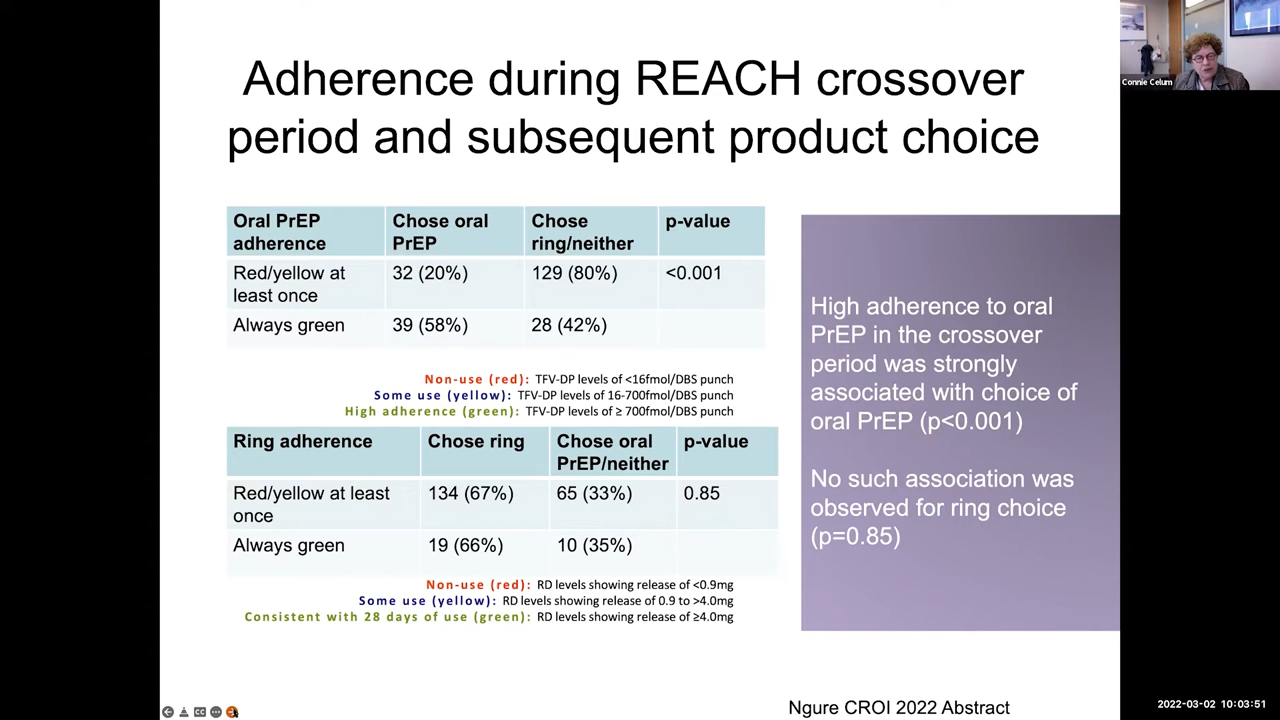 Adherence during REACH crossover
period and subsequent product choice
Connie Celum
Oral PrEP adherence | Chose oral PrEP | Chose ring/neither | p-value
Red/yellow at least once | 32 (20%) | 129 (80%) | <0.001
Always green | 39 (58%) | 28 (42%)
Non-use (red): TFV-DP levels of <16fmol/DBS punch
Some use (yellow): TFV-DP levels of 16-700fmol/DBS punch
High adherence (green): TFV-DP levels of ≥ 700fmol/DBS punch
Ring adherence | Chose ring | Chose oral PrEP/neither | p-value
Red/yellow at least once | 134 (67%) | 65 (33%) | 0.85
Always green | 19 (66%) | 10 (35%)
Non-use (red): RD levels showing release of <0.9mg
Some use (yellow): RD levels showing release of 0.9 to >4.0mg
Consistent with 28 days of use (green): RD levels showing release of ≥4.0mg
High adherence to oral
PrEP in the crossover
period was strongly
associated with choice of
oral PrEP (p<0.001)
No such association was
observed for ring choice
(p=0.85)
CC
Ngure CROI 2022 Abstract
2022-03-02 10:03:51